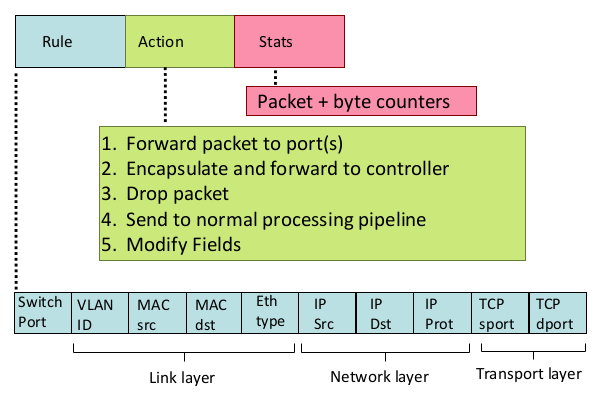 Rule
Action
Stats
Packet + byte counters
1. Forward packet to port(s)
2. Encapsulate and forward to controller
3. Drop packet
4. Send to normal processing pipeline
5. Modify Fields
Switch
Port
VLAN
ID
MAC
src
MAC
dst
Eth
type
IP
Src
IP
Dst
IP
Prot
TCP
sport
TCP
dport
Link layer
Network layer
Transport layer